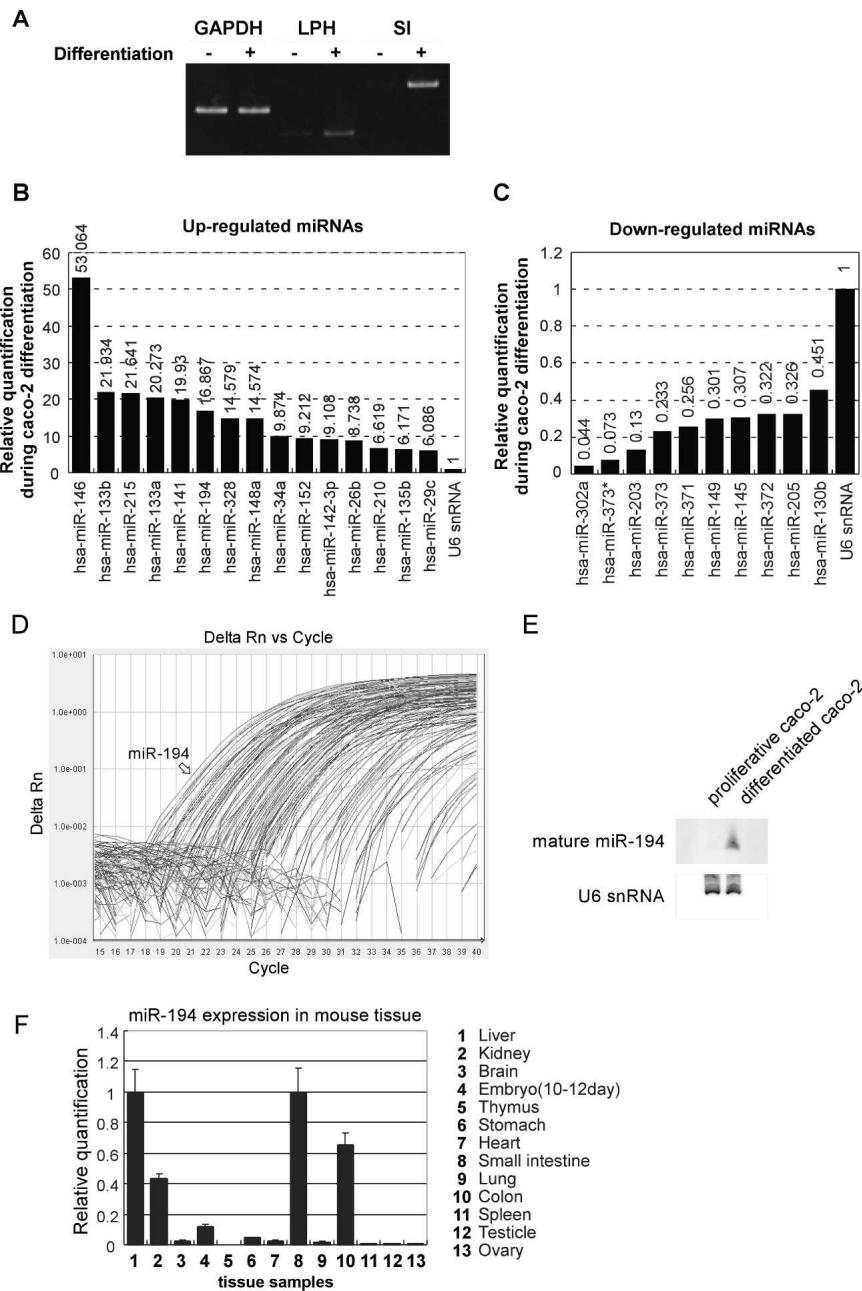 A
GAPDH LPH SI
Differentiation - + - + - +
B
Up-regulated miRNAs
Relative quantification
during caco-2 differentiation
60
50
40
30
20
10
0
53.064
21.934
21.641
20.273
19.93
16.867
14.579
14.574
9.874
9.212
9.108
8.738
6.619
6.171
6.086
1
hsa-miR-146
hsa-miR-133b
hsa-miR-215
hsa-miR-133a
hsa-miR-141
hsa-miR-194
hsa-miR-328
hsa-miR-148a
hsa-miR-34a
hsa-miR-152
hsa-miR-142-3p
hsa-miR-26b
hsa-miR-210
hsa-miR-135b
hsa-miR-29c
U6 snRNA
C
Down-regulated miRNAs
Relative quantification
during caco-2 differentiation
1.2
1
0.8
0.6
0.4
0.2
0
0.044
0.073
0.13
0.233
0.256
0.301
0.307
0.322
0.326
0.451
1
hsa-miR-302a
hsa-miR-373*
hsa-miR-203
hsa-miR-373
hsa-miR-371
hsa-miR-149
hsa-miR-145
hsa-miR-372
hsa-miR-205
hsa-miR-130b
U6 snRNA
D
Delta Rn vs Cycle
Delta Rn
1.0e+001
1.0e+000
1.0e-001
1.0e-002
1.0e-003
1.0e-004
miR-194
15 16 17 18 19 20 21 22 23 24 25 26 27 28 29 30 31 32 33 34 35 36 37 38 39 40
Cycle
E
proliferative caco-2
differentiated caco-2
mature miR-194
U6 snRNA
F
miR-194 expression in mouse tissue
Relative quantification
1.4
1.2
1
0.8
0.6
0.4
0.2
0
1 2 3 4 5 6 7 8 9 10 11 12 13
tissue samples
1 Liver
2 Kidney
3 Brain
4 Embryo(10-12day)
5 Thymus
6 Stomach
7 Heart
8 Small intestine
9 Lung
10 Colon
11 Spleen
12 Testicle
13 Ovary